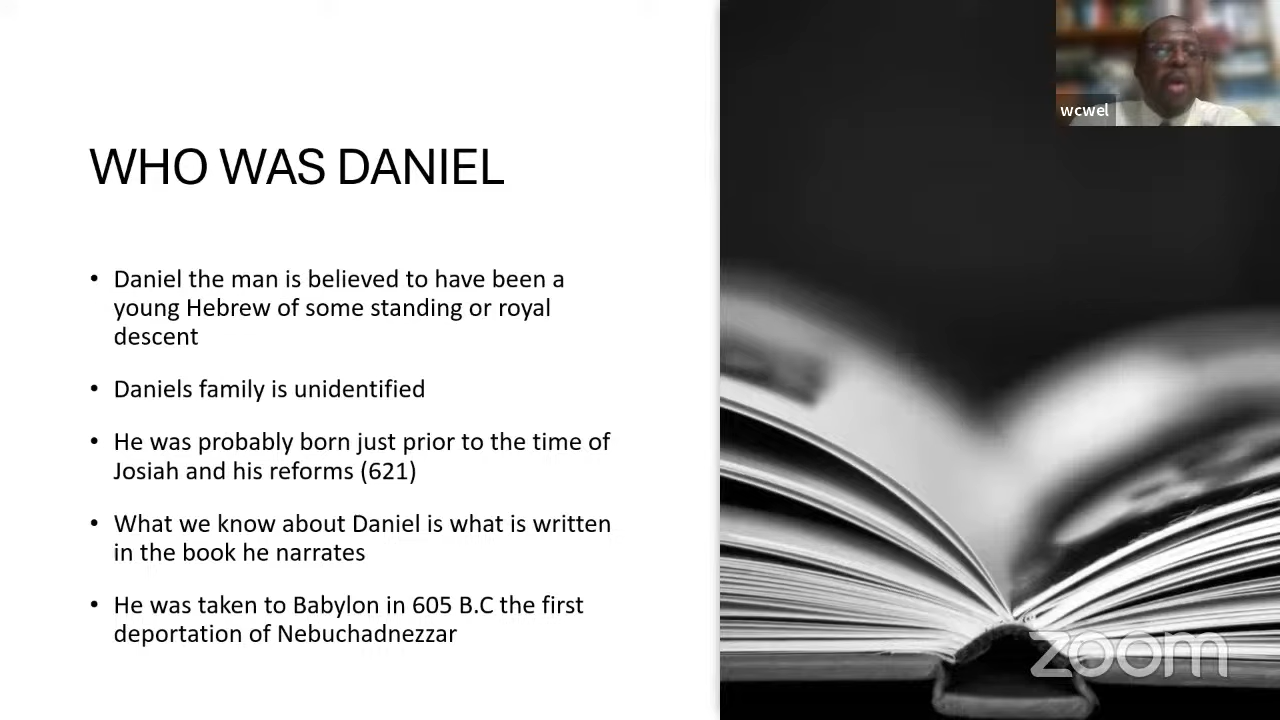 WHO WAS DANIEL
• Daniel the man is believed to have been a
young Hebrew of some standing or royal
descent
• Daniels family is unidentified
• He was probably born just prior to the time of
Josiah and his reforms (621)
• What we know about Daniel is what is written
in the book he narrates
• He was taken to Babylon in 605 B.C the first
deportation of Nebuchadnezzar
wcwel
zoom